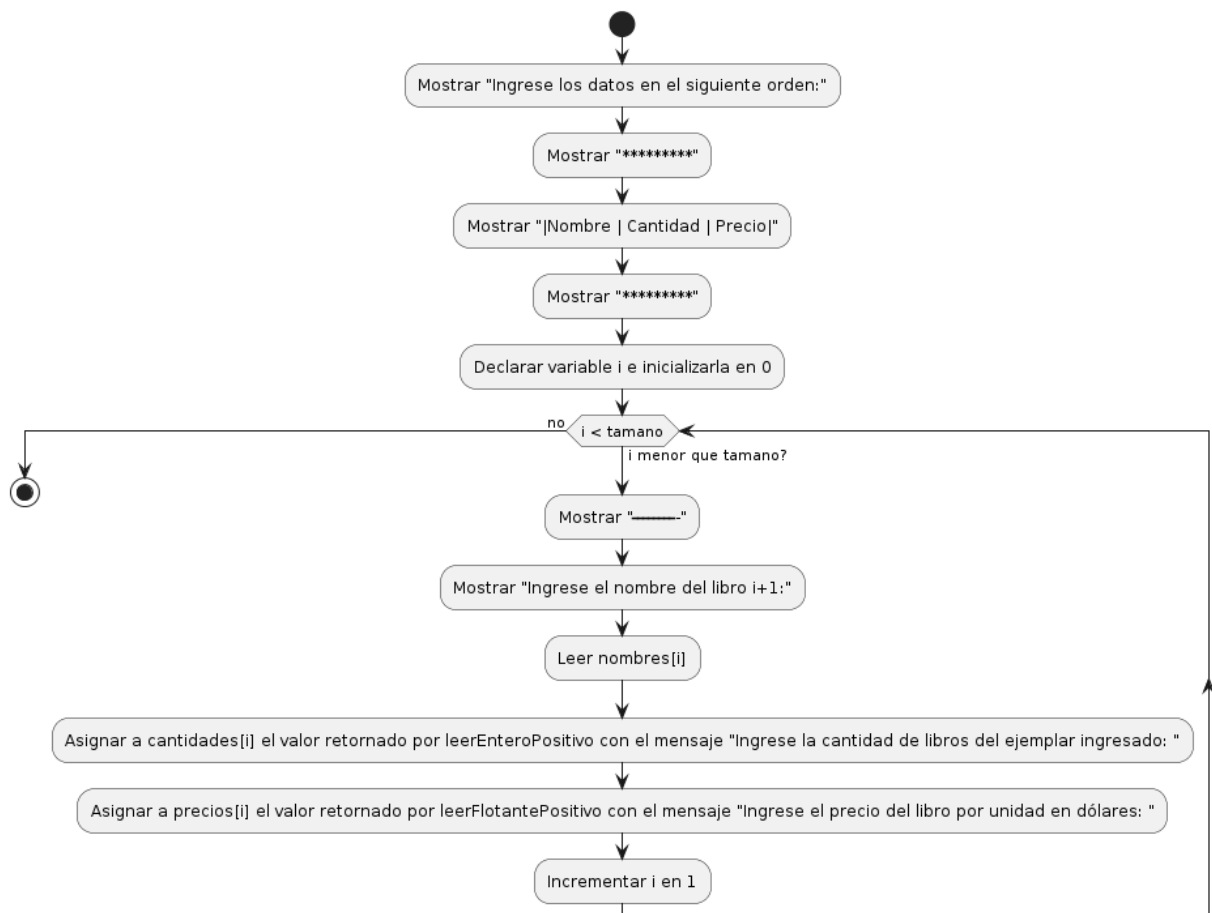 Mostrar "Ingrese los datos en el siguiente orden:"
Mostrar "*********"
Mostrar "|Nombre | Cantidad | Precio|"
Mostrar "*********"
Declarar variable i e inicializarla en 0
no
i < tamano
i menor que tamano?
Mostrar "----------"
Mostrar "Ingrese el nombre del libro i+1:"
Leer nombres[i]
Asignar a cantidades[i] el valor retornado por leerEnteroPositivo con el mensaje "Ingrese la cantidad de libros del ejemplar ingresado: "
Asignar a precios[i] el valor retornado por leerFlotantePositivo con el mensaje "Ingrese el precio del libro por unidad en dólares: "
Incrementar i en 1